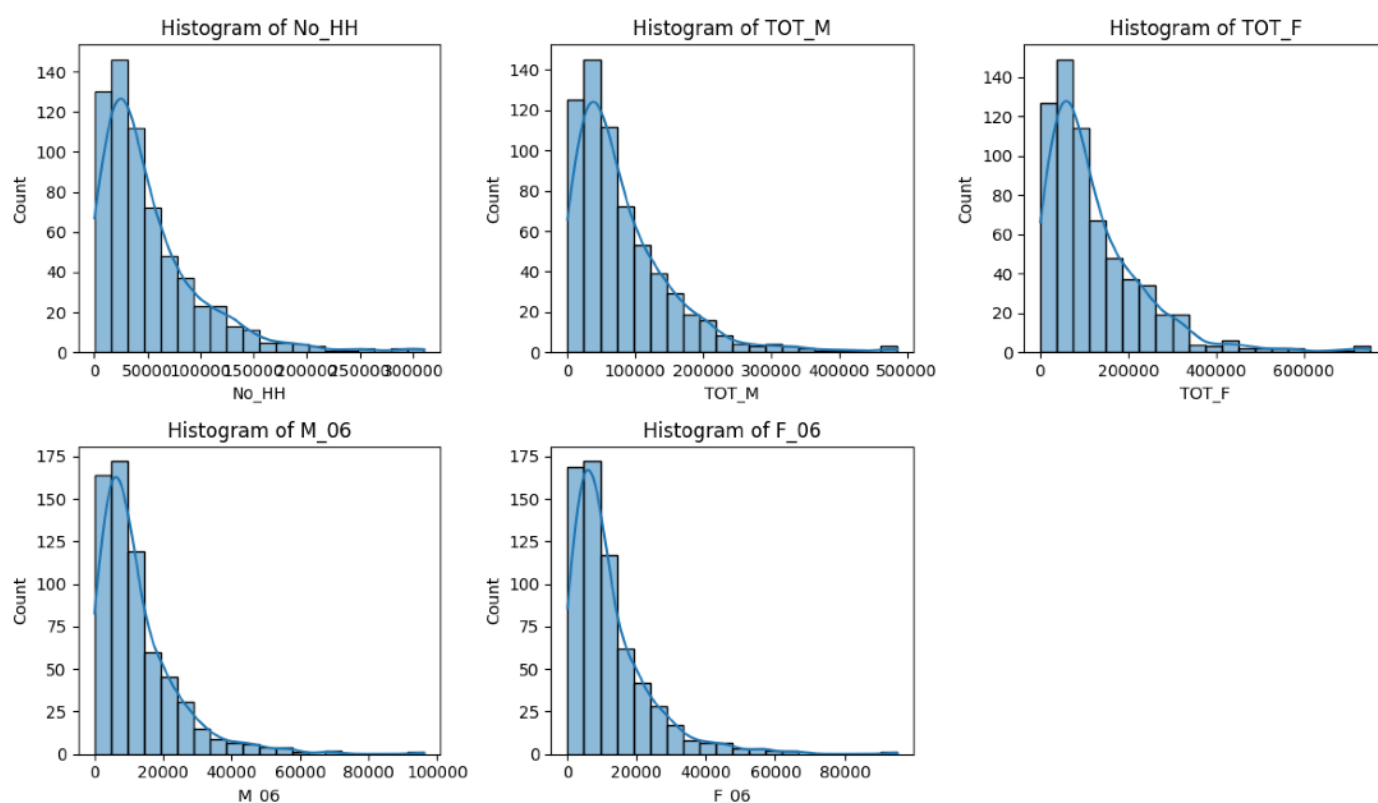 Histogram of No_HH
140
120
100
80
60
40
20
0
Count
0 50000 100000 150000 200000 250000 300000
No_HH
Histogram of TOT_M
140
120
100
80
60
40
20
0
Count
0 100000 200000 300000 400000 500000
TOT_M
Histogram of TOT_F
140
120
100
80
60
40
20
0
Count
0 200000 400000 600000
TOT_F
Histogram of M_06
175
150
125
100
75
50
25
0
Count
0 20000 40000 60000 80000 100000
M_06
Histogram of F_06
175
150
125
100
75
50
25
0
Count
0 20000 40000 60000 80000
F_06